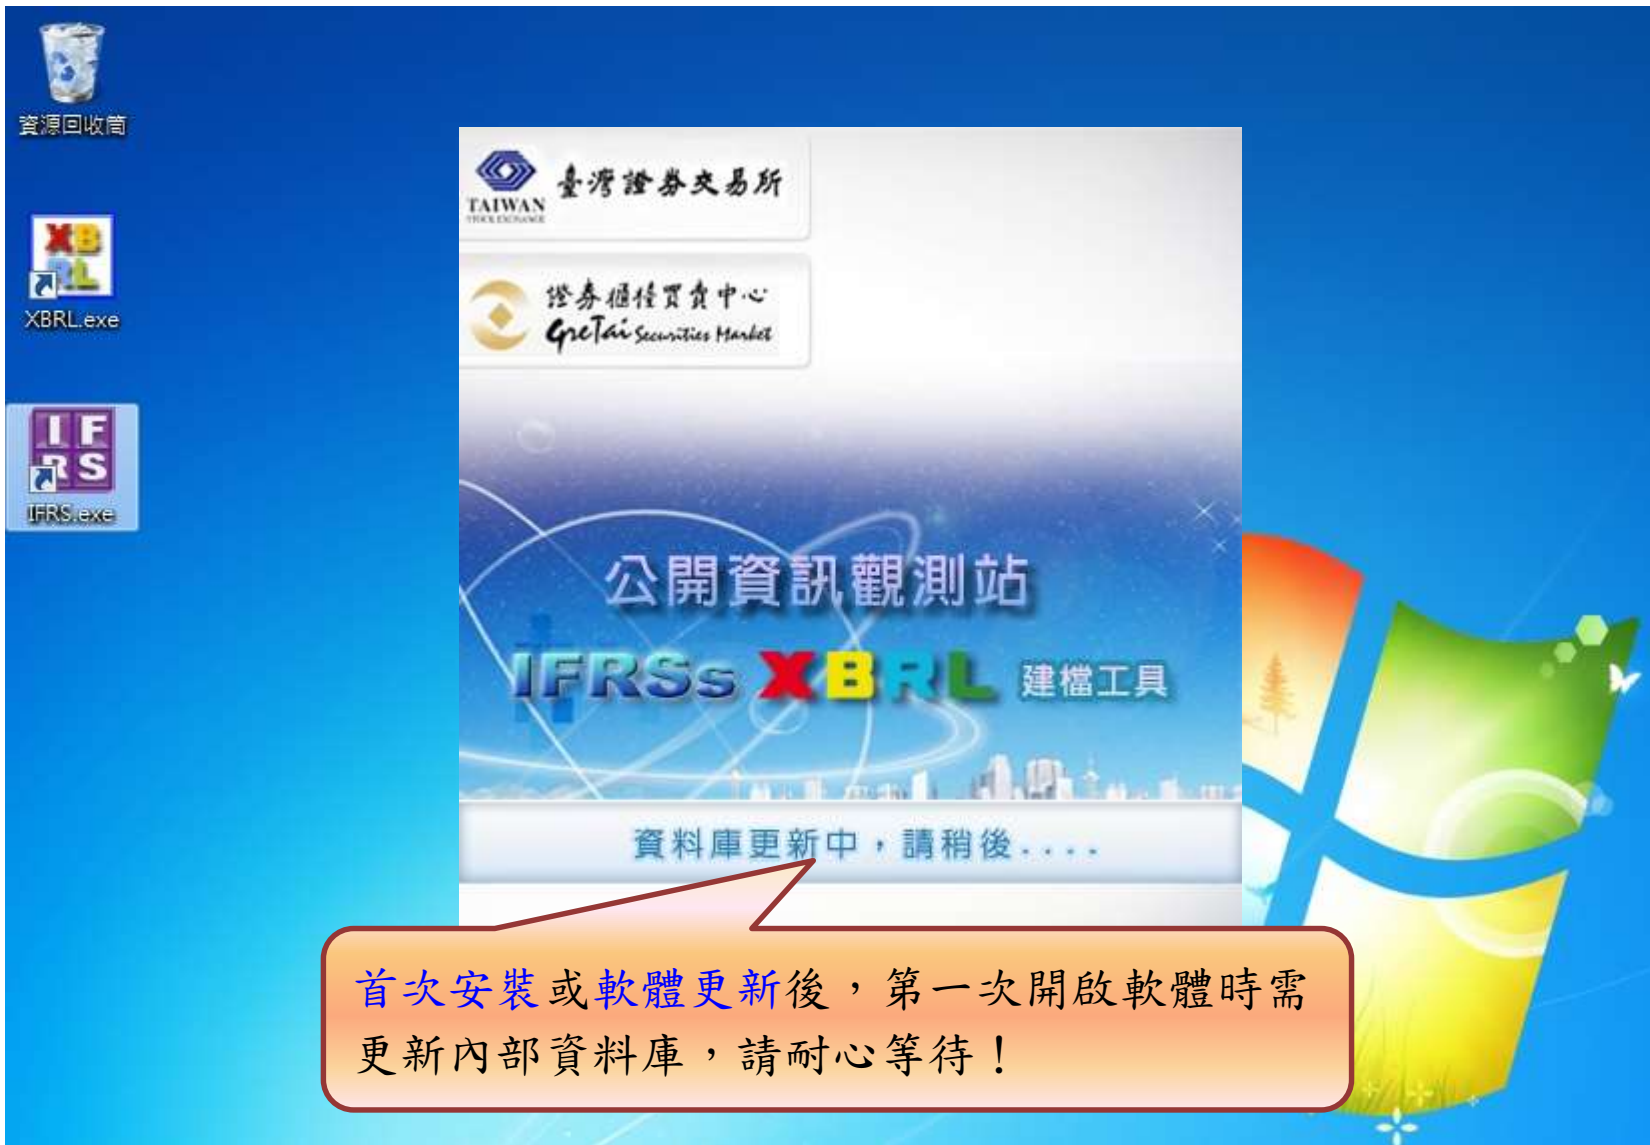 資源回收筒
XBRL.exe
IFRS.exe
臺灣證券交易所
TAIWAN
STOCK EXCHANGE
證券櫃檯買賣中心
GreTai Securities Market
公開資訊觀測站
IFRSs XBRL 建檔工具
資料庫更新中，請稍後....
首次安裝或軟體更新後，第一次開啟軟體時需
更新內部資料庫，請耐心等待！